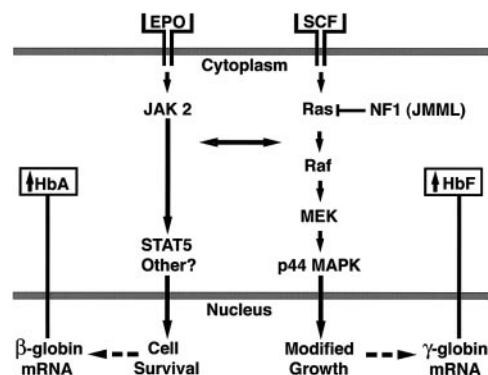 EPO SCF
Cytoplasm
JAK 2 Ras NF1 (JMML)
Raf
HbA HbF
MEK
STAT5
Other? p44 MAPK
Nucleus
β-globin Cell Modified γ-globin
mRNA Survival Growth mRNA